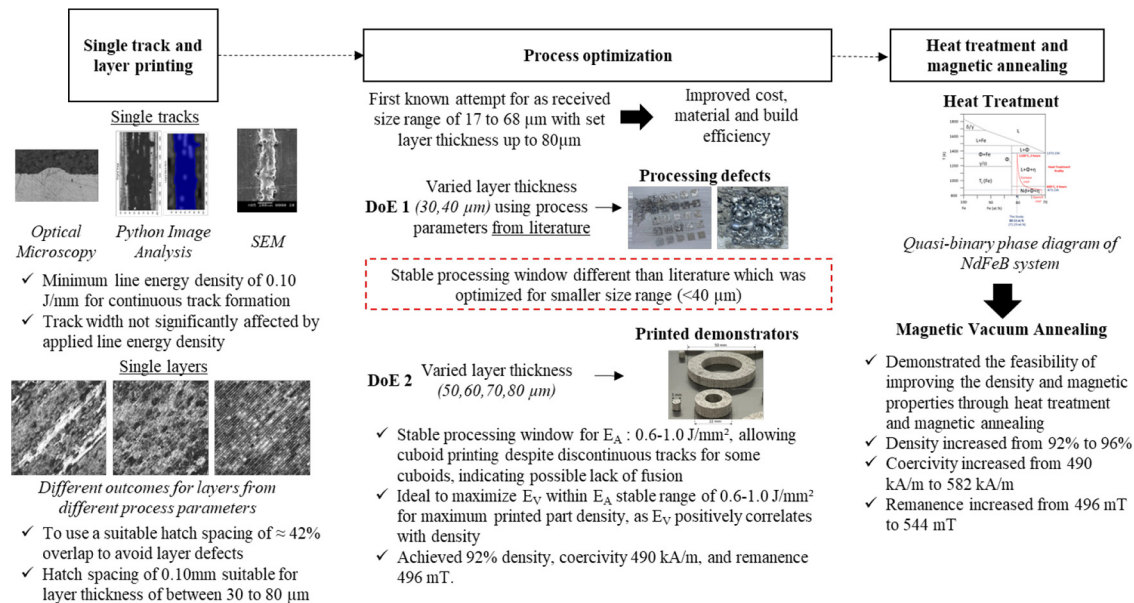 Single track and
layer printing
Single tracks
Optical
Microscopy
Python Image
Analysis
SEM
✓ Minimum line energy density of 0.10
J/mm for continuous track formation
✓ Track width not significantly affected by
applied line energy density
Single layers
Different outcomes for layers from
different process parameters
✓ To use a suitable hatch spacing of ≈ 42%
overlap to avoid layer defects
✓ Hatch spacing of 0.10mm suitable for
layer thickness of between 30 to 80 µm
Process optimization
First known attempt for as received
size range of 17 to 68 µm with set
layer thickness up to 80µm
Improved cost,
material and build
efficiency
Processing defects
Varied layer thickness
DoE 1 (30,40 µm) using process
parameters from literature
Stable processing window different than literature which was
optimized for smaller size range (<40 µm)
Printed demonstrators
DoE 2 Varied layer thickness
(50,60,70,80 µm)
✓ Stable processing window for E_A : 0.6-1.0 J/mm², allowing
cuboid printing despite discontinuous tracks for some
cuboids, indicating possible lack of fusion
✓ Ideal to maximize E_V within E_A stable range of 0.6-1.0 J/mm²
for maximum printed part density, as E_V positively correlates
with density
✓ Achieved 92% density, coercivity 490 kA/m, and remanence
496 mT.
Heat treatment and
magnetic annealing
Heat Treatment
L
L+Fe
L+Φ
Φ+Fe
Φ
L+Φ+η
Quasi-binary phase diagram of
NdFeB system
Magnetic Vacuum Annealing
✓ Demonstrated the feasibility of
improving the density and magnetic
properties through heat treatment
and magnetic annealing
✓ Density increased from 92% to 96%
✓ Coercivity increased from 490
kA/m to 582 kA/m
✓ Remanence increased from 496 mT
to 544 mT